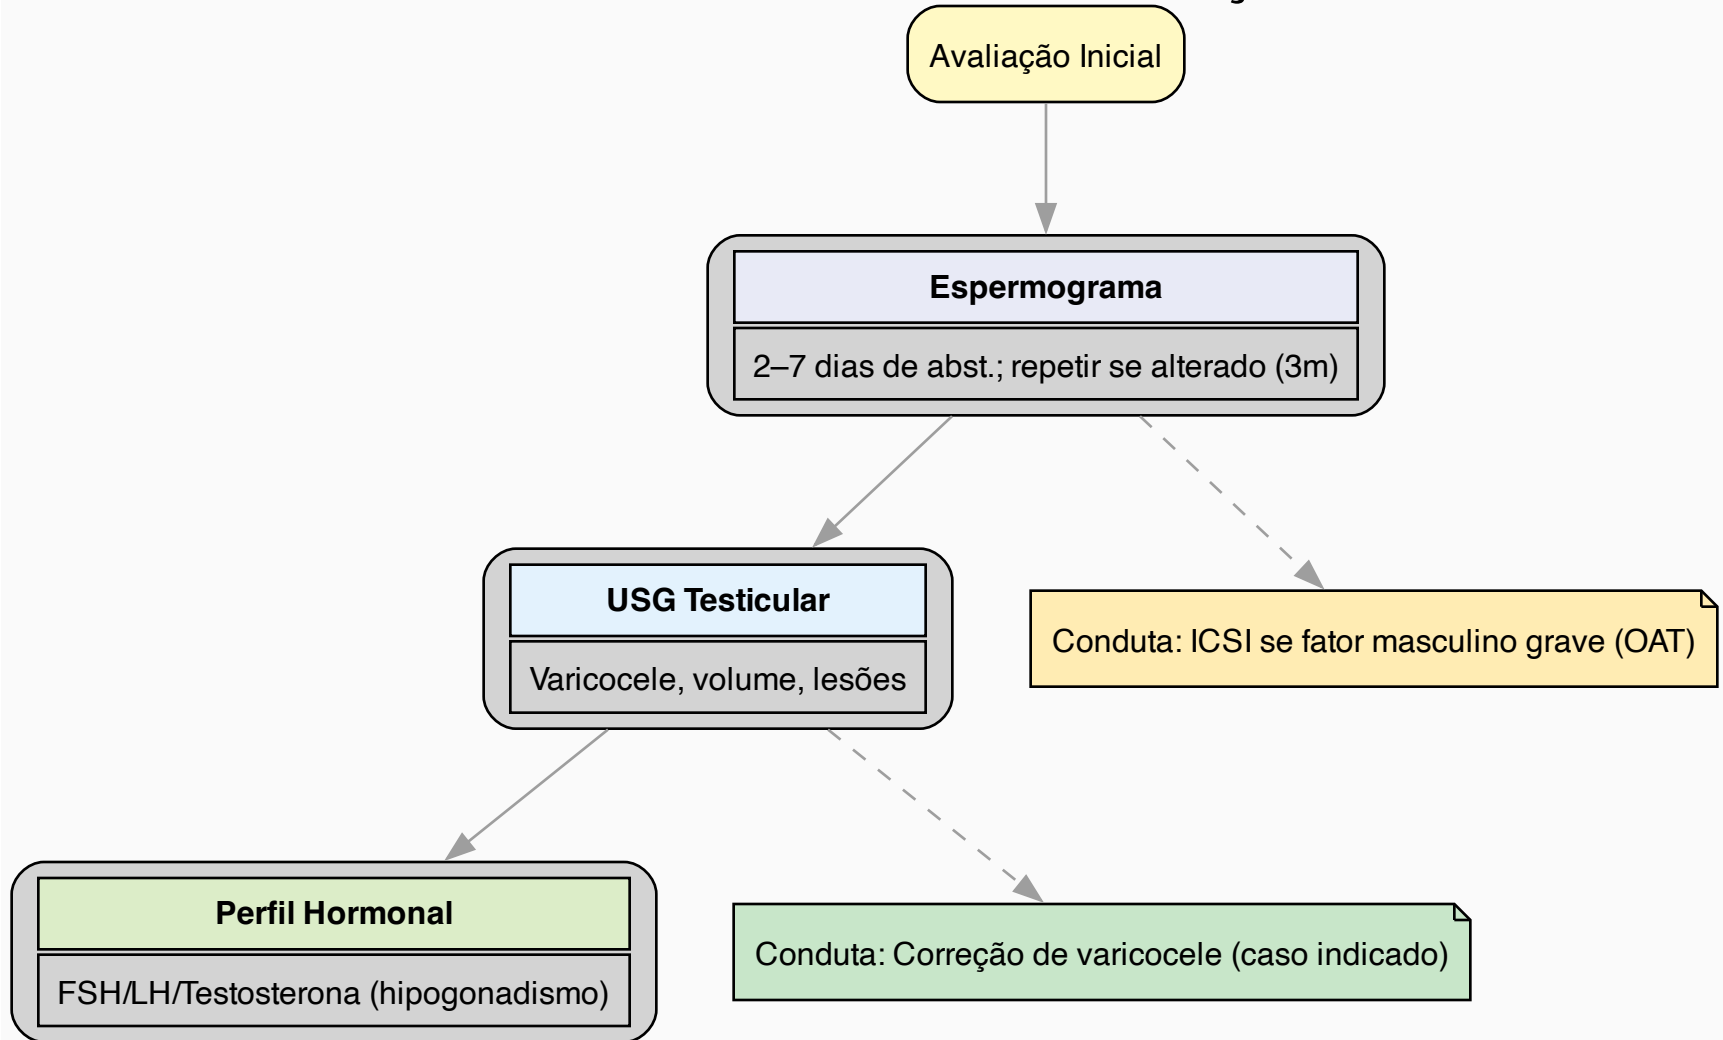 Avaliação Inicial
Espermograma
2–7 dias de abst.; repetir se alterado (3m)
USG Testicular
Varicocele, volume, lesões
Conduta: ICSI se fator masculino grave (OAT)
Perfil Hormonal
FSH/LH/Testosterona (hipogonadismo)
Conduta: Correção de varicocele (caso indicado)